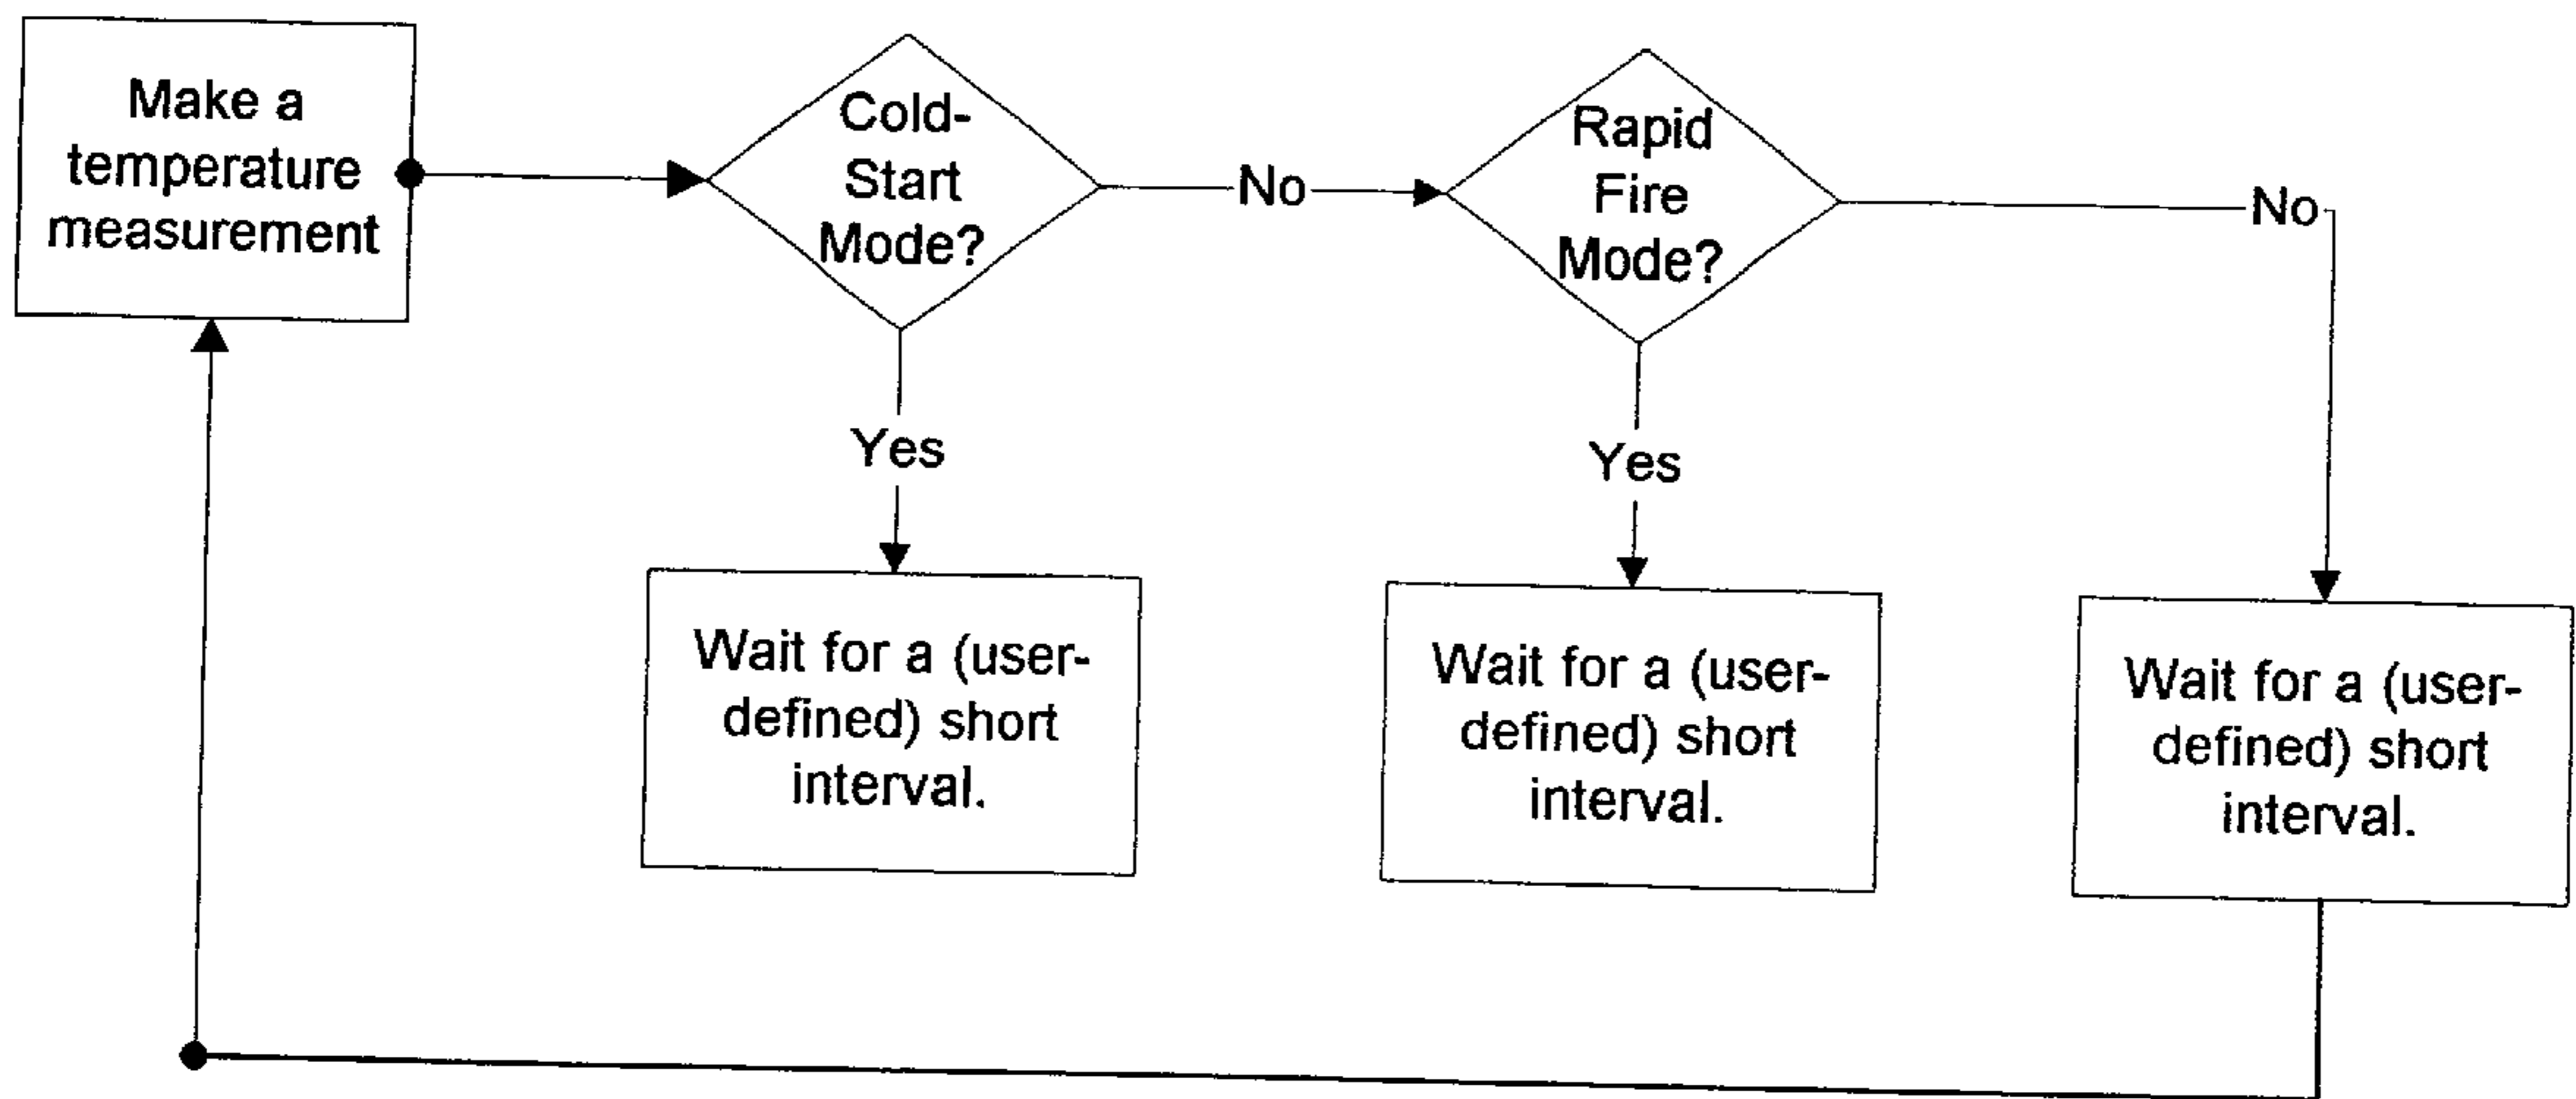 Make a
temperature
measurement
Cold-
Start
Mode?
No
Rapid
Fire
Mode?
No
Yes
Yes
Wait for a (user-
defined) short
interval.
Wait for a (user-
defined) short
interval.
Wait for a (user-
defined) short
interval.